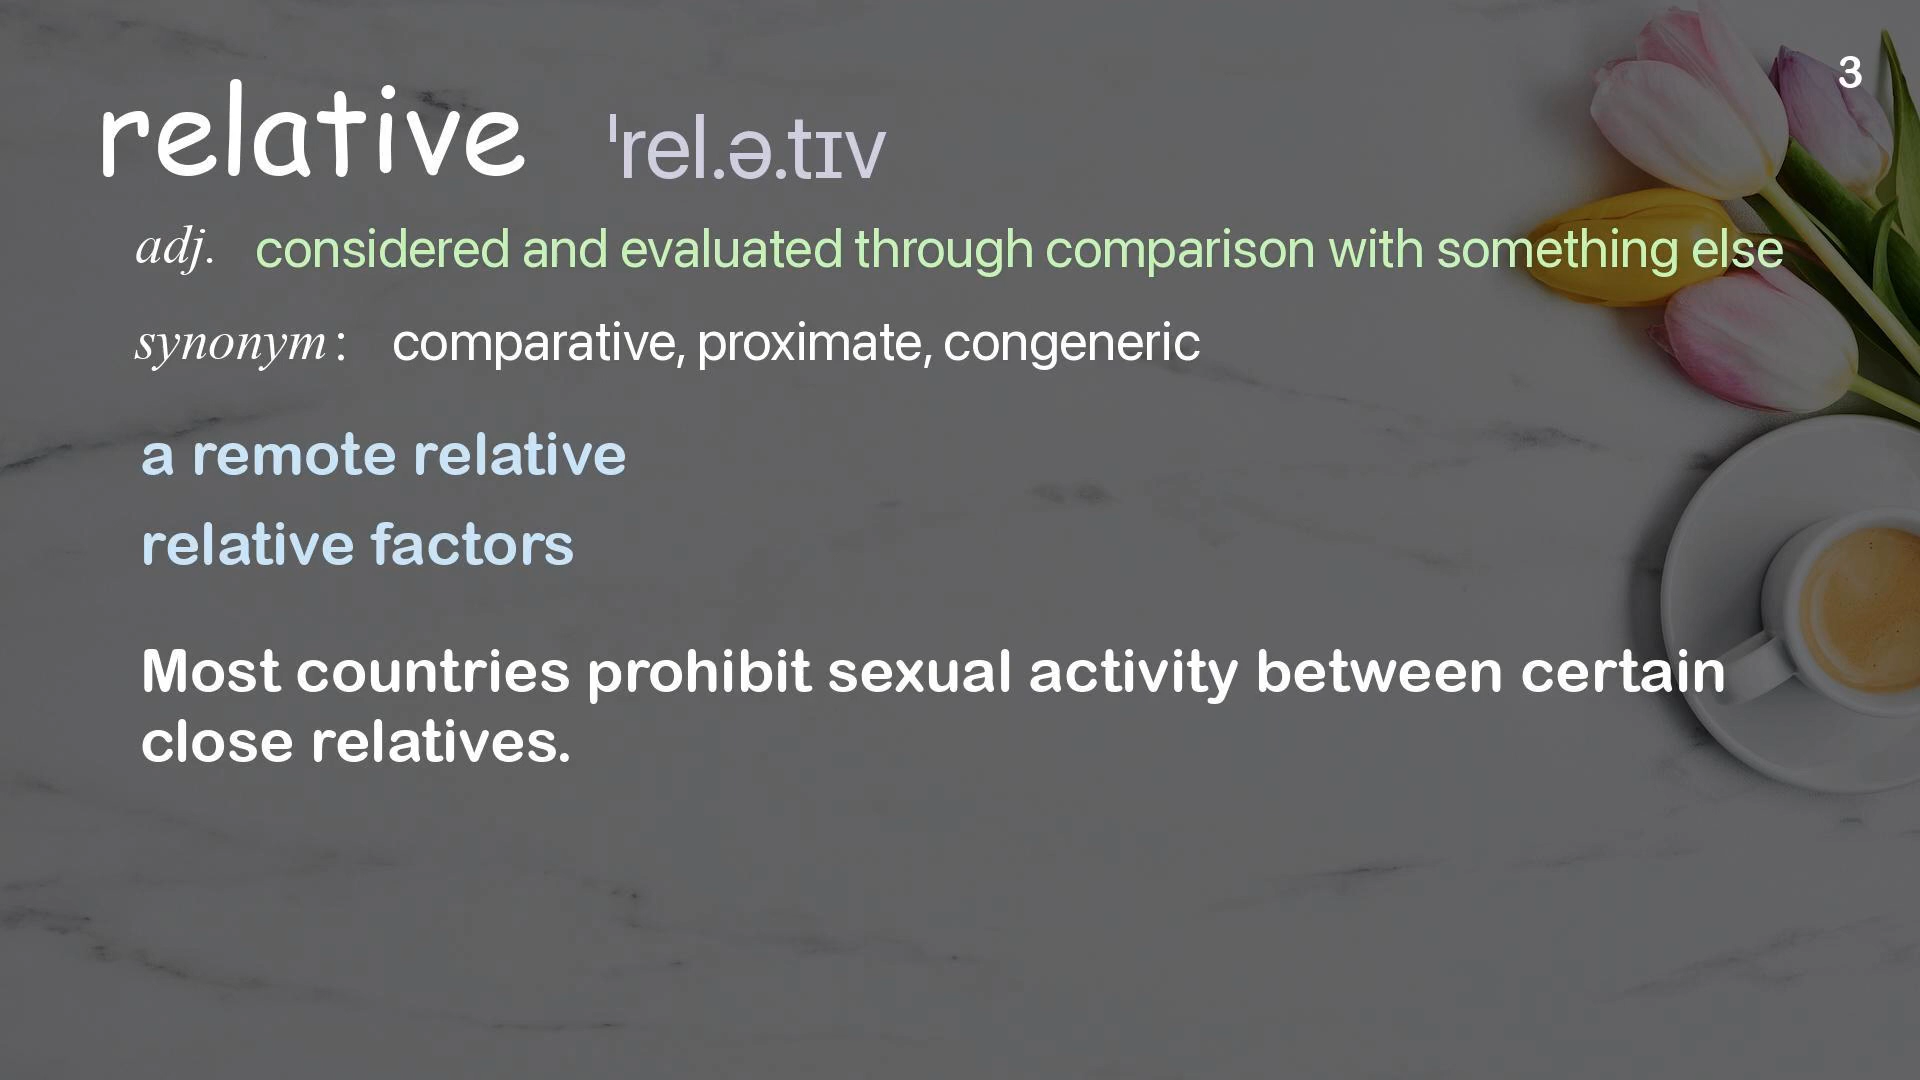 3
relative ˈrel.ə.tɪv
adj. considered and evaluated through comparison with something else
synonym: comparative, proximate, congeneric
a remote relative
relative factors
Most countries prohibit sexual activity between certain
close relatives.